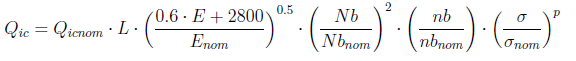 $Q_{ic} = Q_{icnom} \cdot L \cdot \left( \frac{0.6 \cdot E + 2800}{E_{nom}} \right)^{0.5} \cdot \left( \frac{Nb}{Nb_{nom}} \right)^{2} \cdot \left( \frac{nb}{nb_{nom}} \right) \cdot \left( \frac{\sigma}{\sigma_{nom}} \right)^{p}$